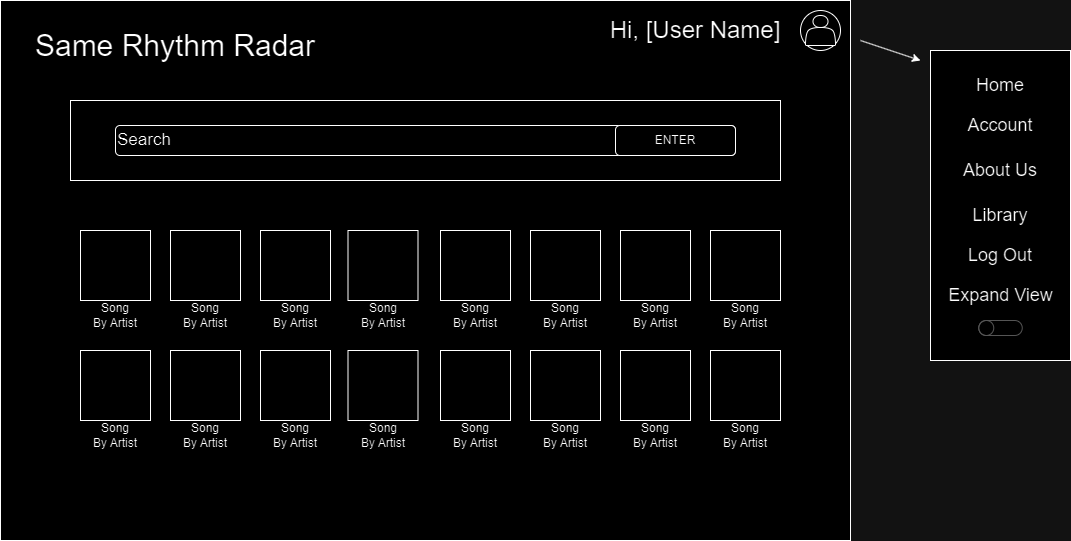 Same Rhythm Radar
Hi, [User Name]
Search
ENTER
Song Song Song Song Song Song Song Song
By Artist By Artist By Artist By Artist By Artist By Artist By Artist By Artist
Song Song Song Song Song Song Song Song
By Artist By Artist By Artist By Artist By Artist By Artist By Artist By Artist
Home
Account
About Us
Library
Log Out
Expand View